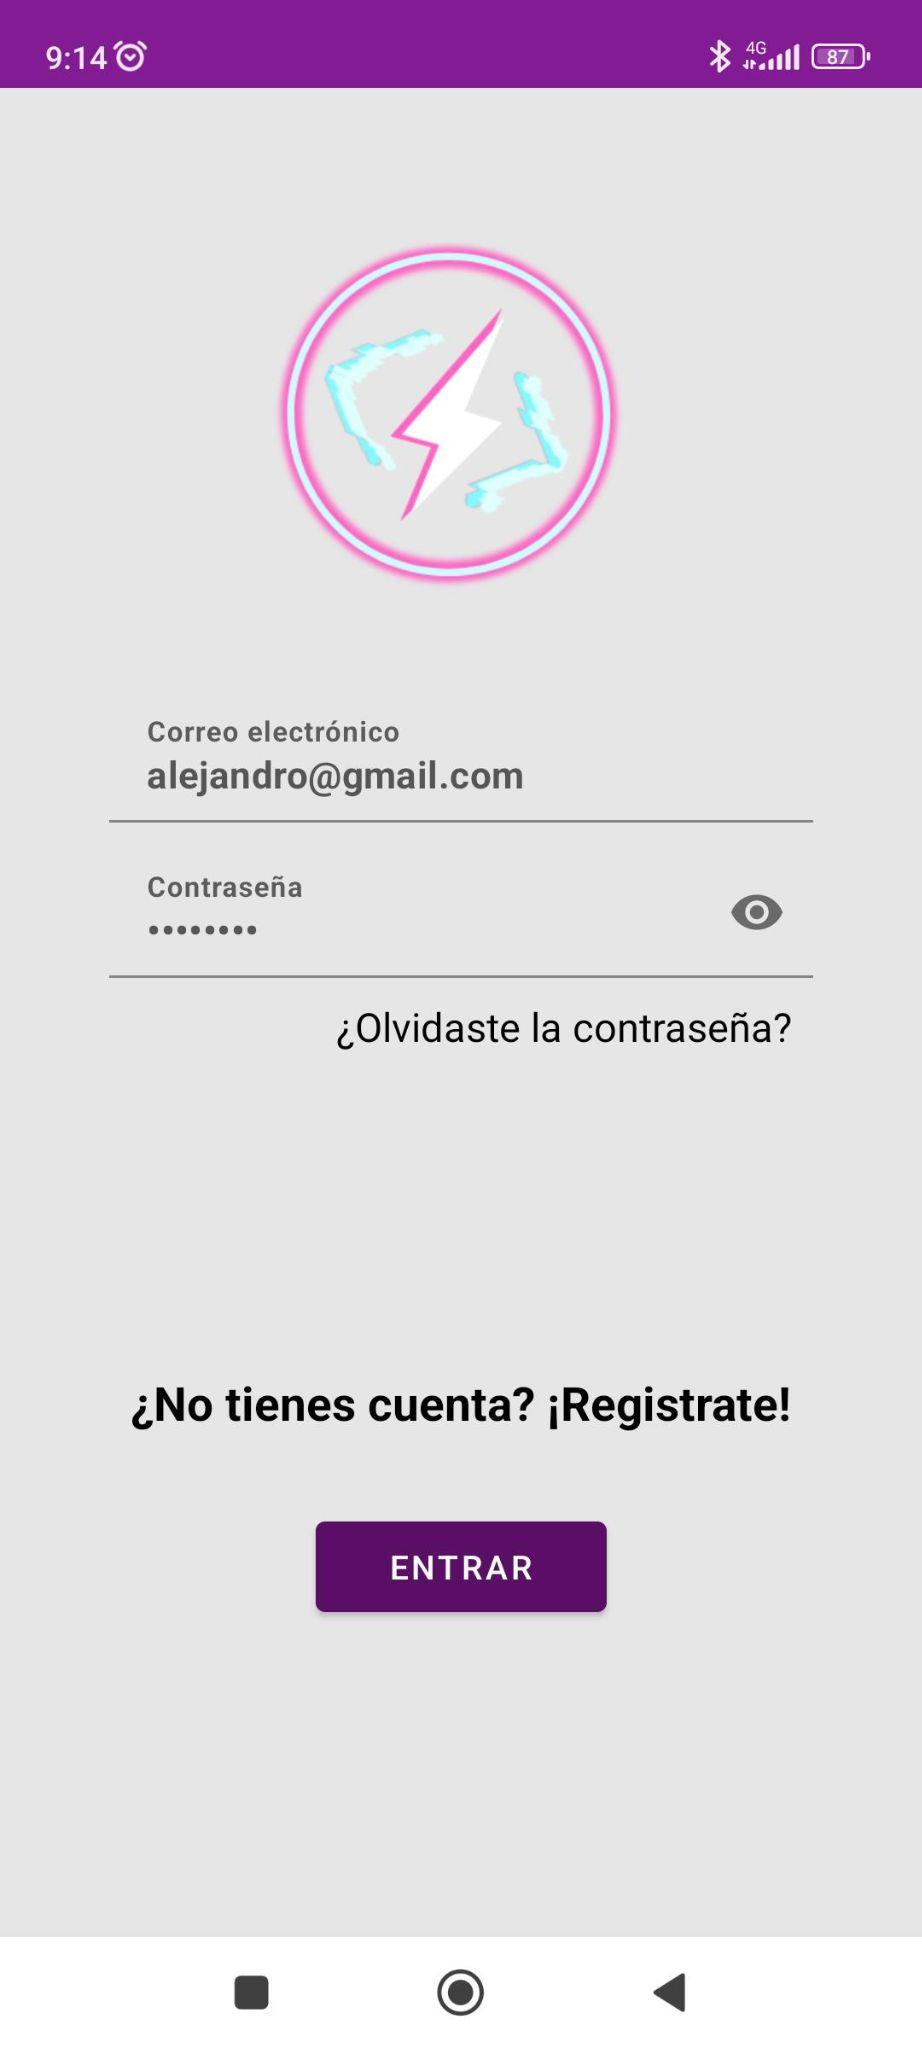 9:14 4G 87
Correo electrónico
alejandro@gmail.com
Contraseña
••••••••
¿Olvidaste la contraseña?
¿No tienes cuenta? ¡Registrate!
ENTRAR